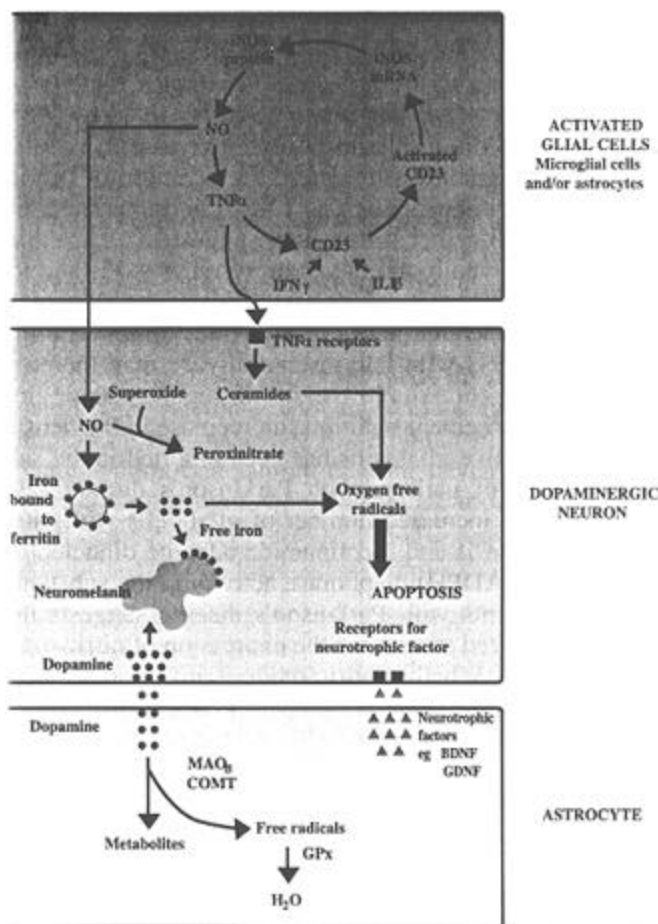 iNOS
protein
iNOS
mRNA
NO
Activated
CD23
TNFα
CD23
IFNγ
IL1β
ACTIVATED
GLIAL CELLS
Microglial cells
and/or astrocytes
TNFα receptors
Superoxide
Ceramides
NO
Peroxinitrate
Iron
bound
to
ferritin
Oxygen free
radicals
Free iron
DOPAMINERGIC
NEURON
Neuromelanin
APOPTOSIS
Receptors for
neurotrophic factor
Dopamine
Dopamine
Neurotrophic
factors
eg BDNF
GDNF
MAOB
COMT
Metabolites
Free radicals
GPx
H2O
ASTROCYTE